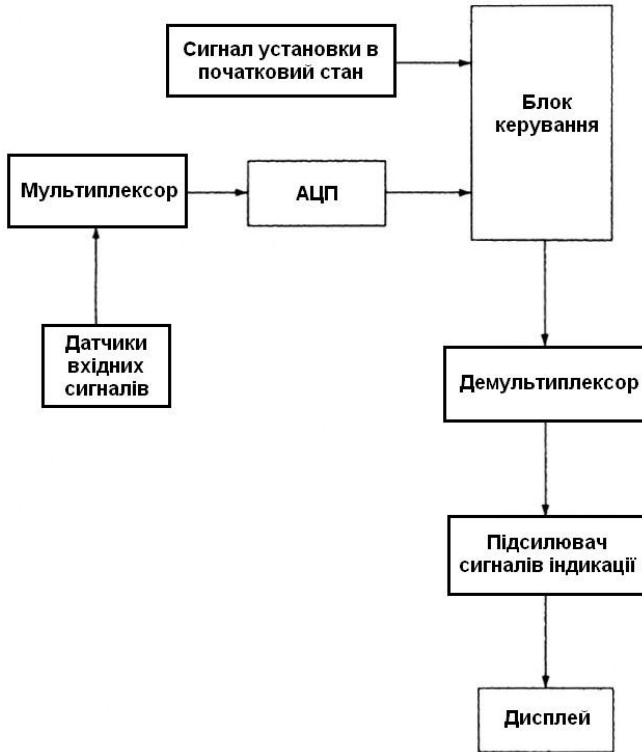 Сигнал установки в
початковий стан
Блок
керування
Мультиплексор
АЦП
Датчики
вхідних
сигналів
Демультиплексор
Підсилювач
сигналів індикації
Дисплей